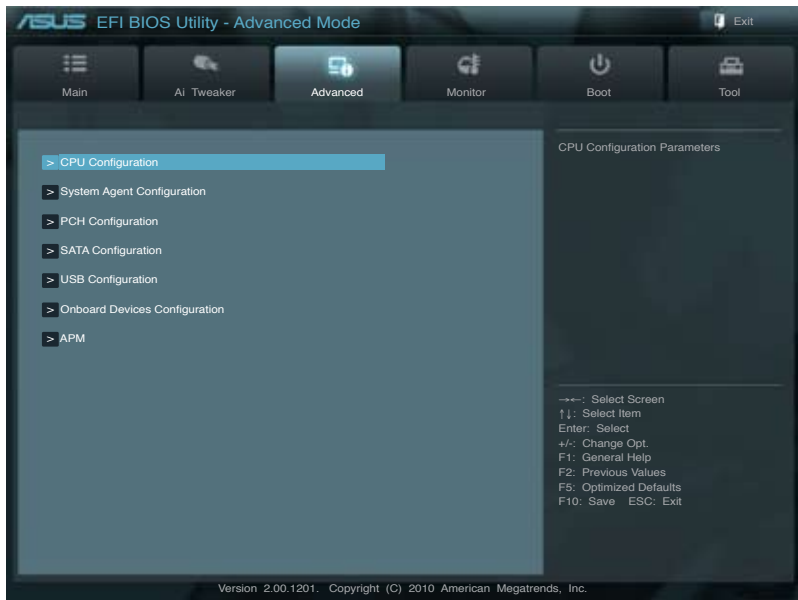 ASUS EFI BIOS Utility - Advanced Mode
Exit
Main
Ai Tweaker
Advanced
Monitor
Boot
Tool
> CPU Configuration
> System Agent Configuration
> PCH Configuration
> SATA Configuration
> USB Configuration
> Onboard Devices Configuration
> APM
CPU Configuration Parameters
→←: Select Screen
↑↓: Select Item
Enter: Select
+/-: Change Opt.
F1: General Help
F2: Previous Values
F5: Optimized Defaults
F10: Save ESC: Exit
Version 2.00.1201. Copyright (C) 2010 American Megatrends, Inc.